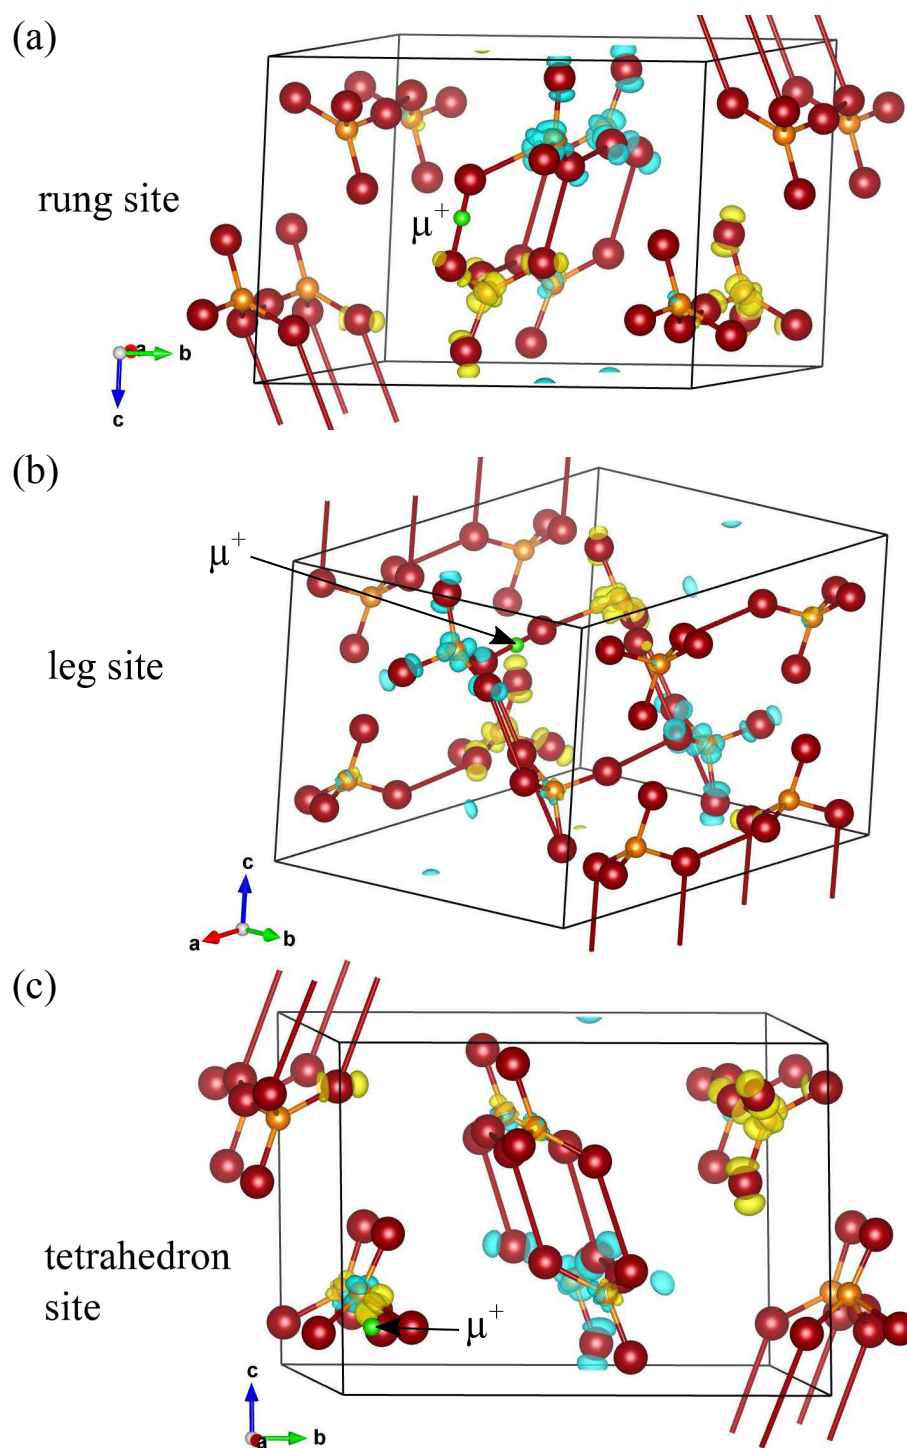 (a)
rung site
μ+
a
b
c
(b)
μ+
leg site
c
a
b
(c)
tetrahedron
site
μ+
c
a
b